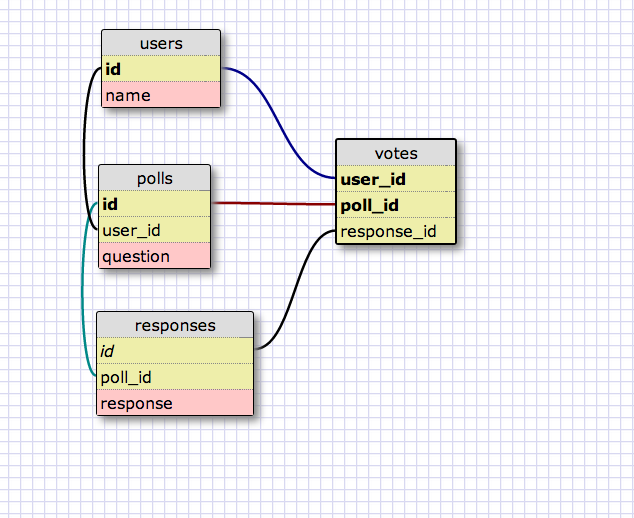 users
id
name
polls
id
user_id
question
responses
id
poll_id
response
votes
user_id
poll_id
response_id